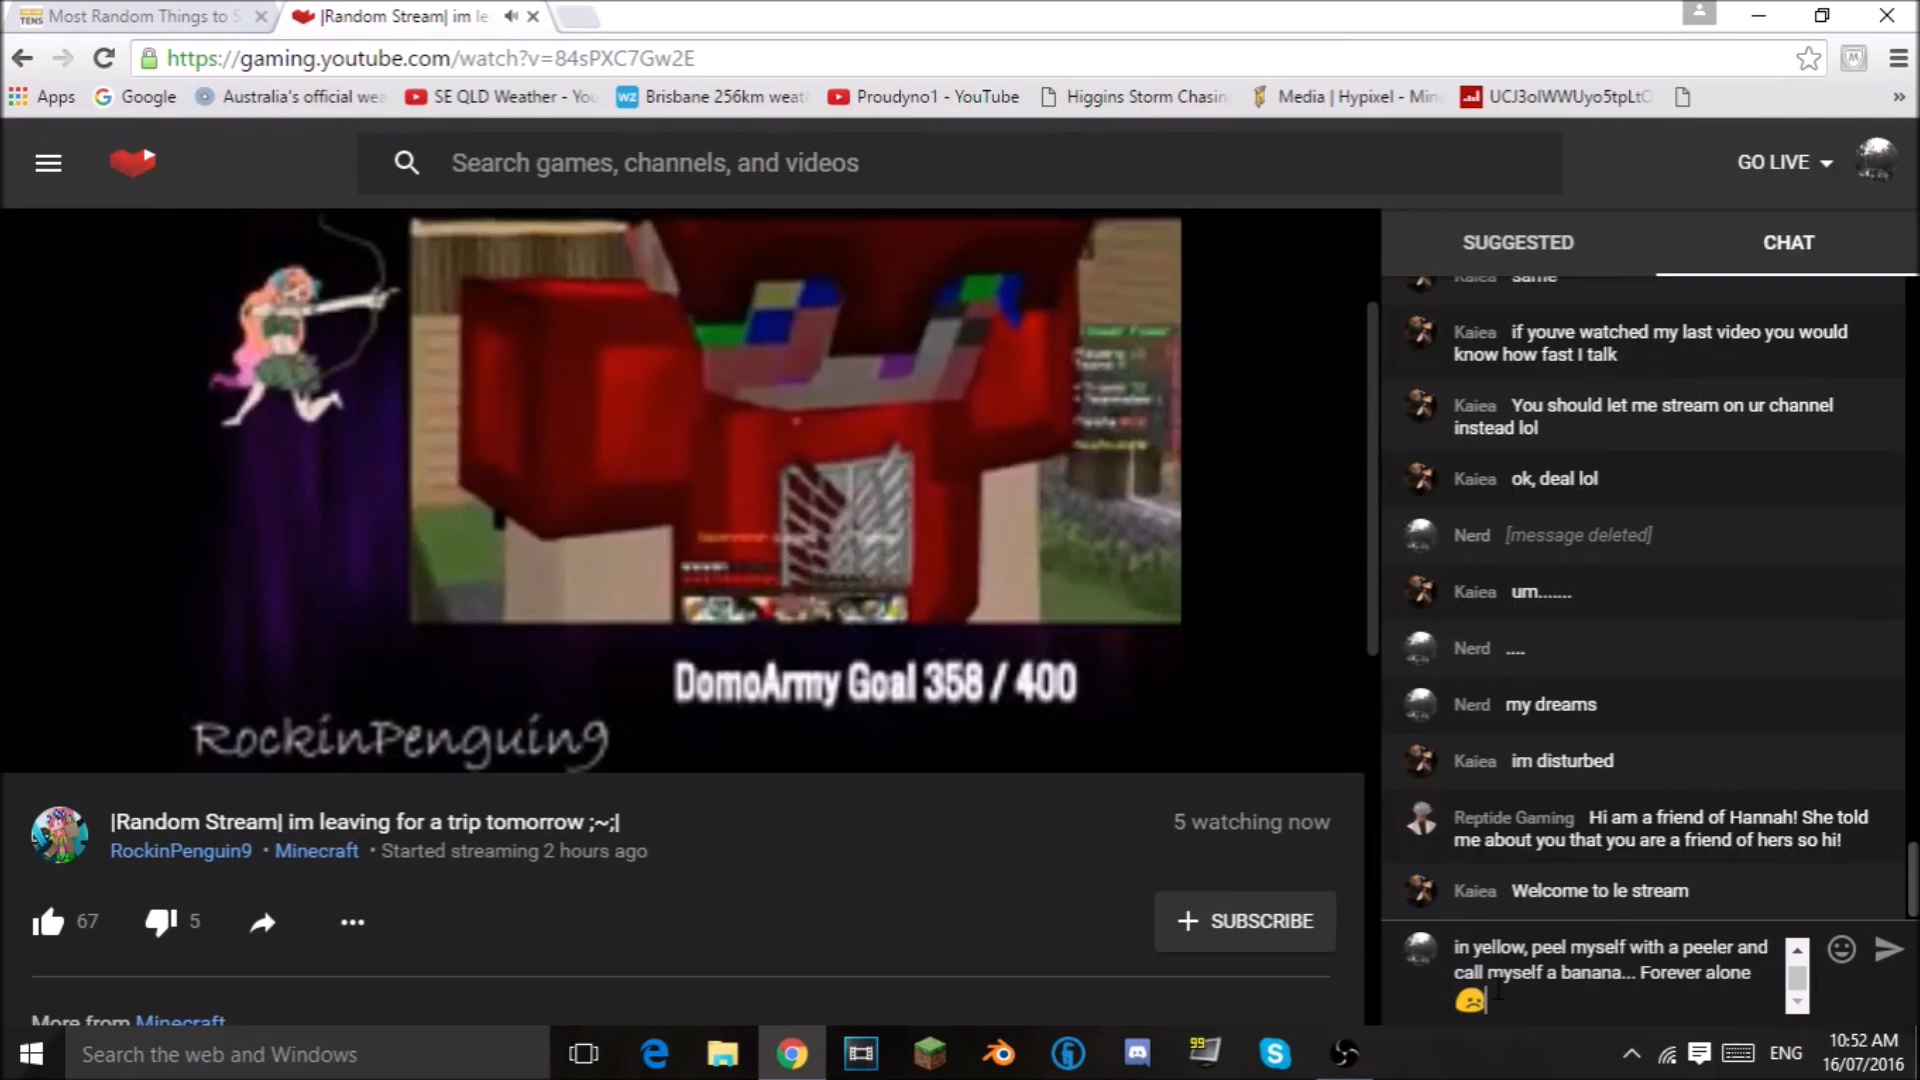 Most Random Things to S
|Random Stream| im le
https://gaming.youtube.com/watch?v=84sPXC7Gw2E
Apps
Google
Australia's official wea
SE QLD Weather - You
Brisbane 256km weat
Proudyno1 - YouTube
Higgins Storm Chasin
Media | Hypixel - Min
Search games, channels, and videos
GO LIVE
SUGGESTED
CHAT
Kaiea same
Kaiea if youve watched my last video you would
know how fast I talk
Kaiea You should let me stream on ur channel
instead lol
Kaiea ok, deal lol
Nerd [message deleted]
Kaiea um.......
Nerd ....
Nerd my dreams
Kaiea im disturbed
Reptide Gaming Hi am a friend of Hannah! She told
me about you that you are a friend of hers so hi!
Kaiea Welcome to le stream
in yellow, peel myself with a peeler and
call myself a banana... Forever alone
DomoArmy Goal 358 / 400
RockinPenguin9
|Random Stream| im leaving for a trip tomorrow ;~;|
5 watching now
RockinPenguin9 • Minecraft • Started streaming 2 hours ago
67
5
+ SUBSCRIBE
More from Minecraft
Search the web and Windows
99
ENG
10:52 AM
16/07/2016